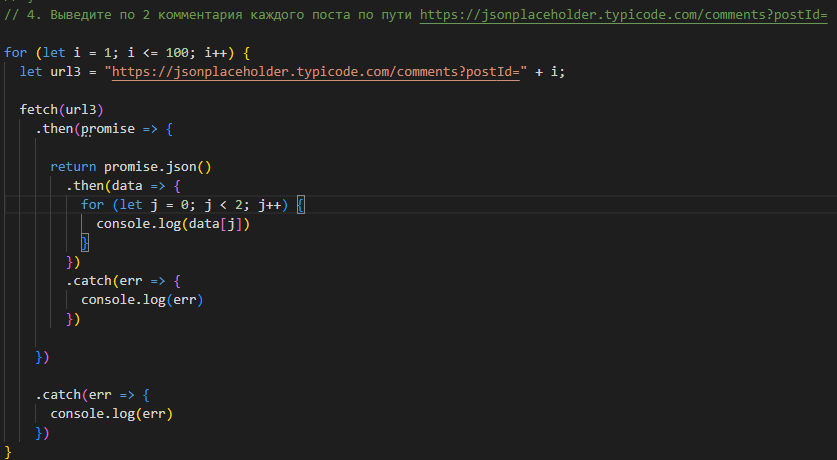 // 4. Выведите по 2 комментария каждого поста по пути https://jsonplaceholder.typicode.com/comments?postId=
for (let i = 1; i <= 100; i++) {
let url3 = "https://jsonplaceholder.typicode.com/comments?postId=" + i;
fetch(url3)
.then(promise => {
return promise.json()
.then(data => {
for (let j = 0; j < 2; j++) {
console.log(data[j])
}
})
.catch(err => {
console.log(err)
})
})
.catch(err => {
console.log(err)
})
}